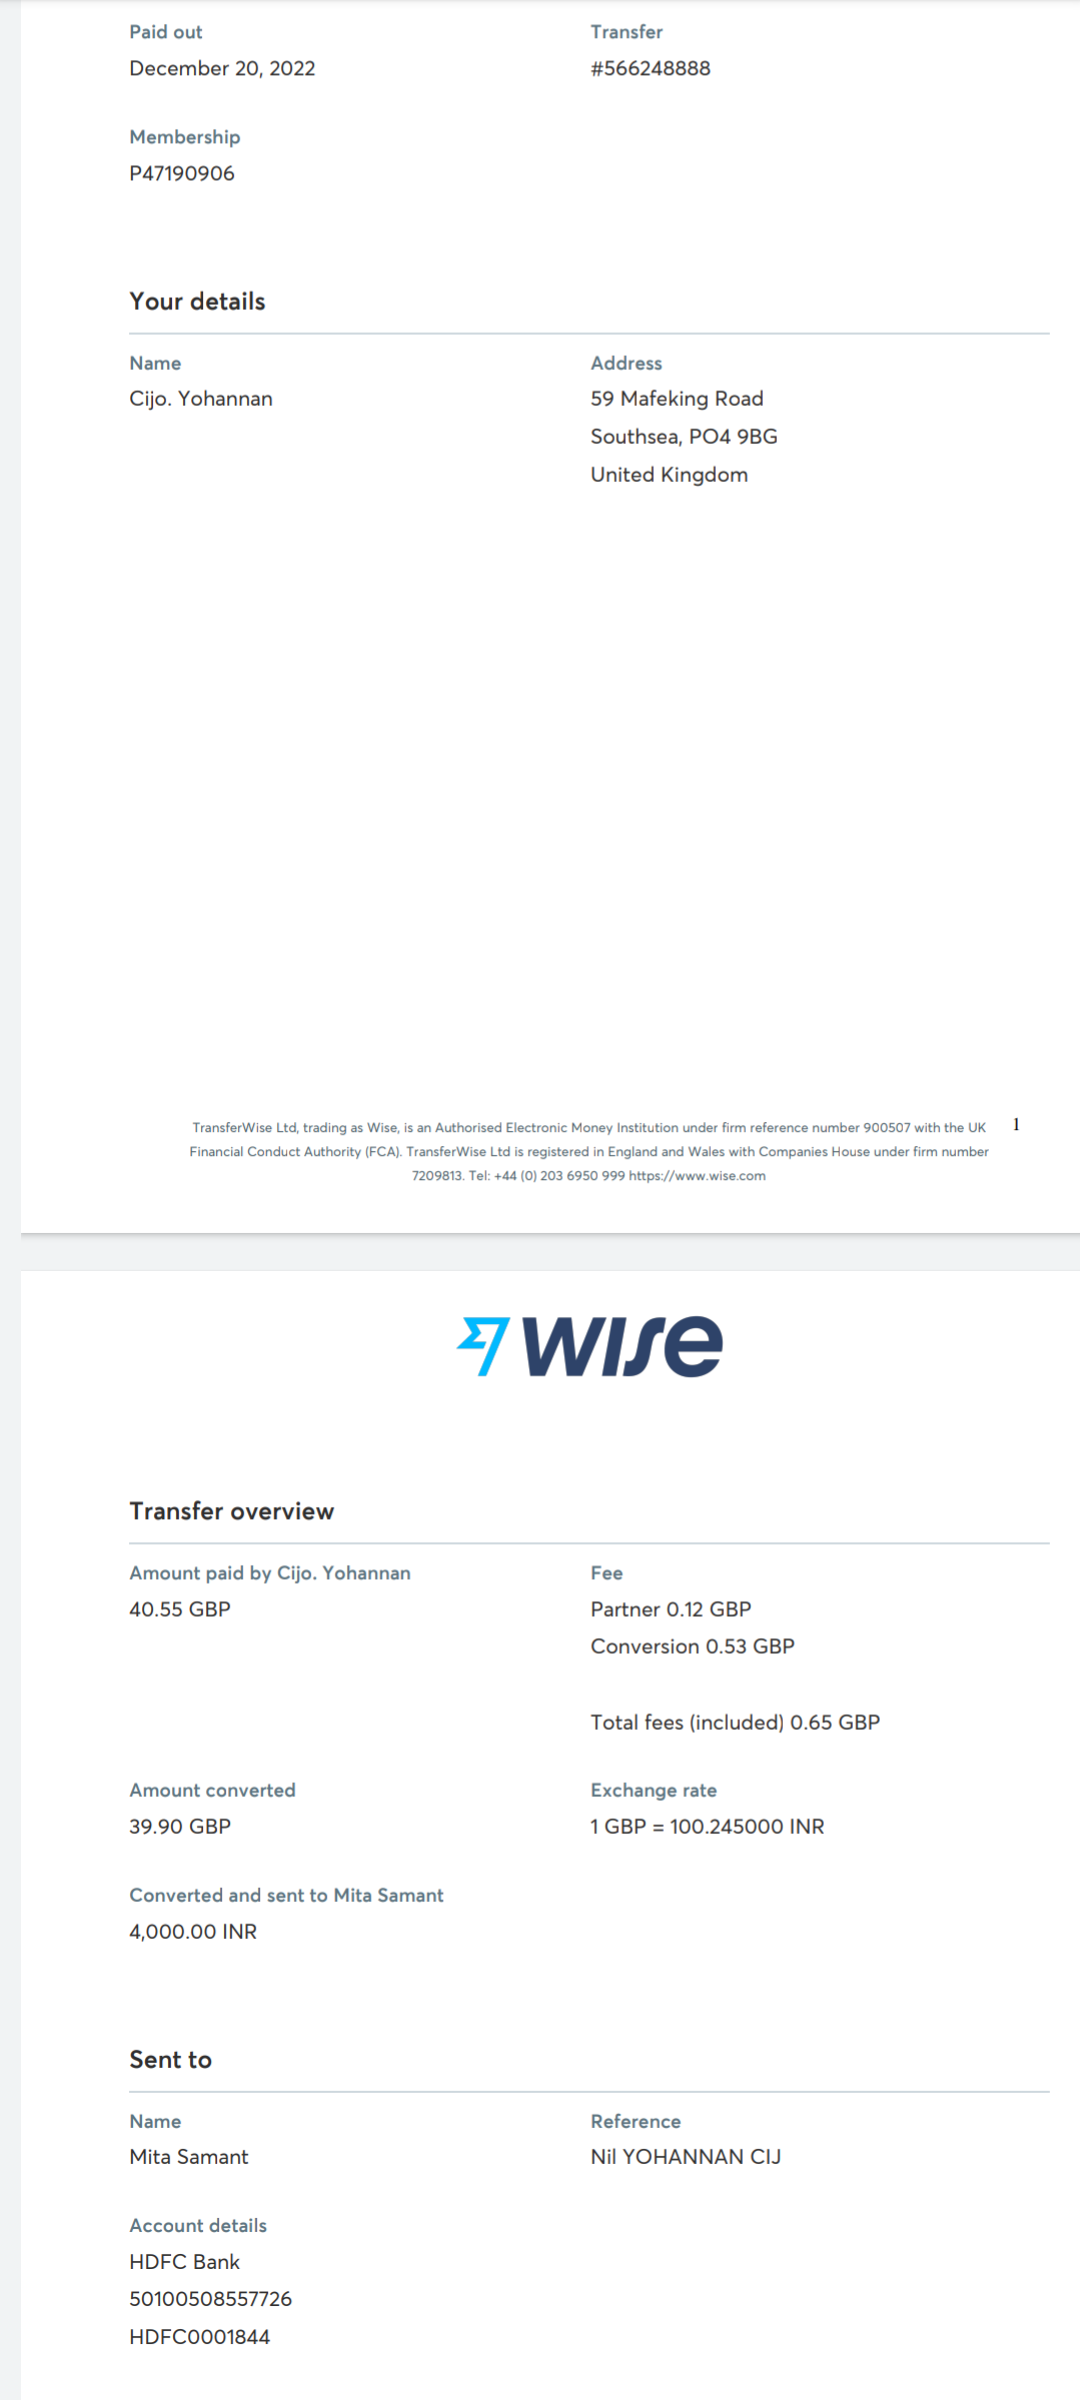 Paid out
December 20, 2022
Transfer
#566248888
Membership
P47190906
Your details
Name
Cijo. Yohannan
Address
59 Mafeking Road
Southsea, PO4 9BG
United Kingdom
TransferWise Ltd, trading as Wise, is an Authorised Electronic Money Institution under firm reference number 900507 with the UK
Financial Conduct Authority (FCA). TransferWise Ltd is registered in England and Wales with Companies House under firm number
7209813. Tel: +44 (0) 203 6950 999 https://www.wise.com
1
wise
Transfer overview
Amount paid by Cijo. Yohannan
40.55 GBP
Fee
Partner 0.12 GBP
Conversion 0.53 GBP
Total fees (included) 0.65 GBP
Amount converted
39.90 GBP
Exchange rate
1 GBP = 100.245000 INR
Converted and sent to Mita Samant
4,000.00 INR
Sent to
Name
Mita Samant
Reference
Nil YOHANNAN CIJ
Account details
HDFC Bank
50100508557726
HDFC0001844